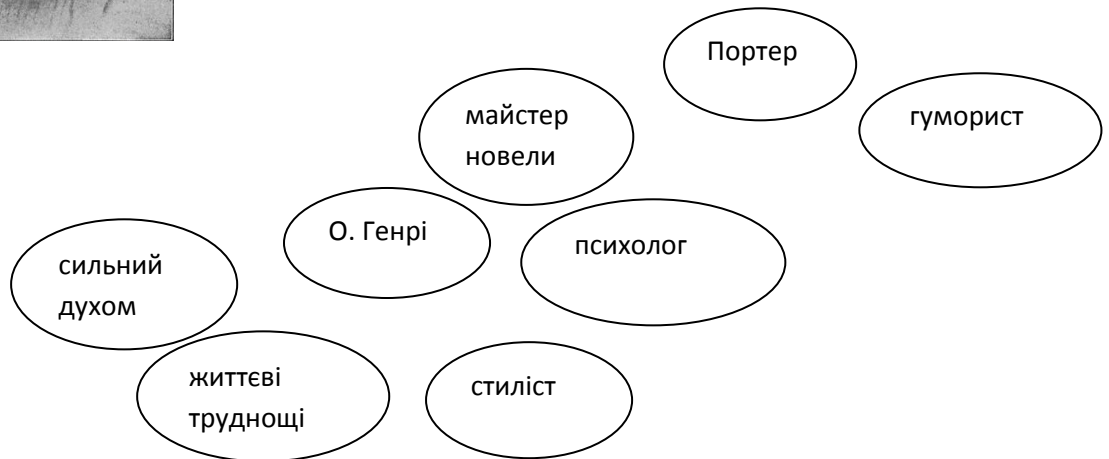 Портер
гуморист
майстер
новели
О. Генрі
психолог
сильний
духом
життєві
труднощі
стиліст